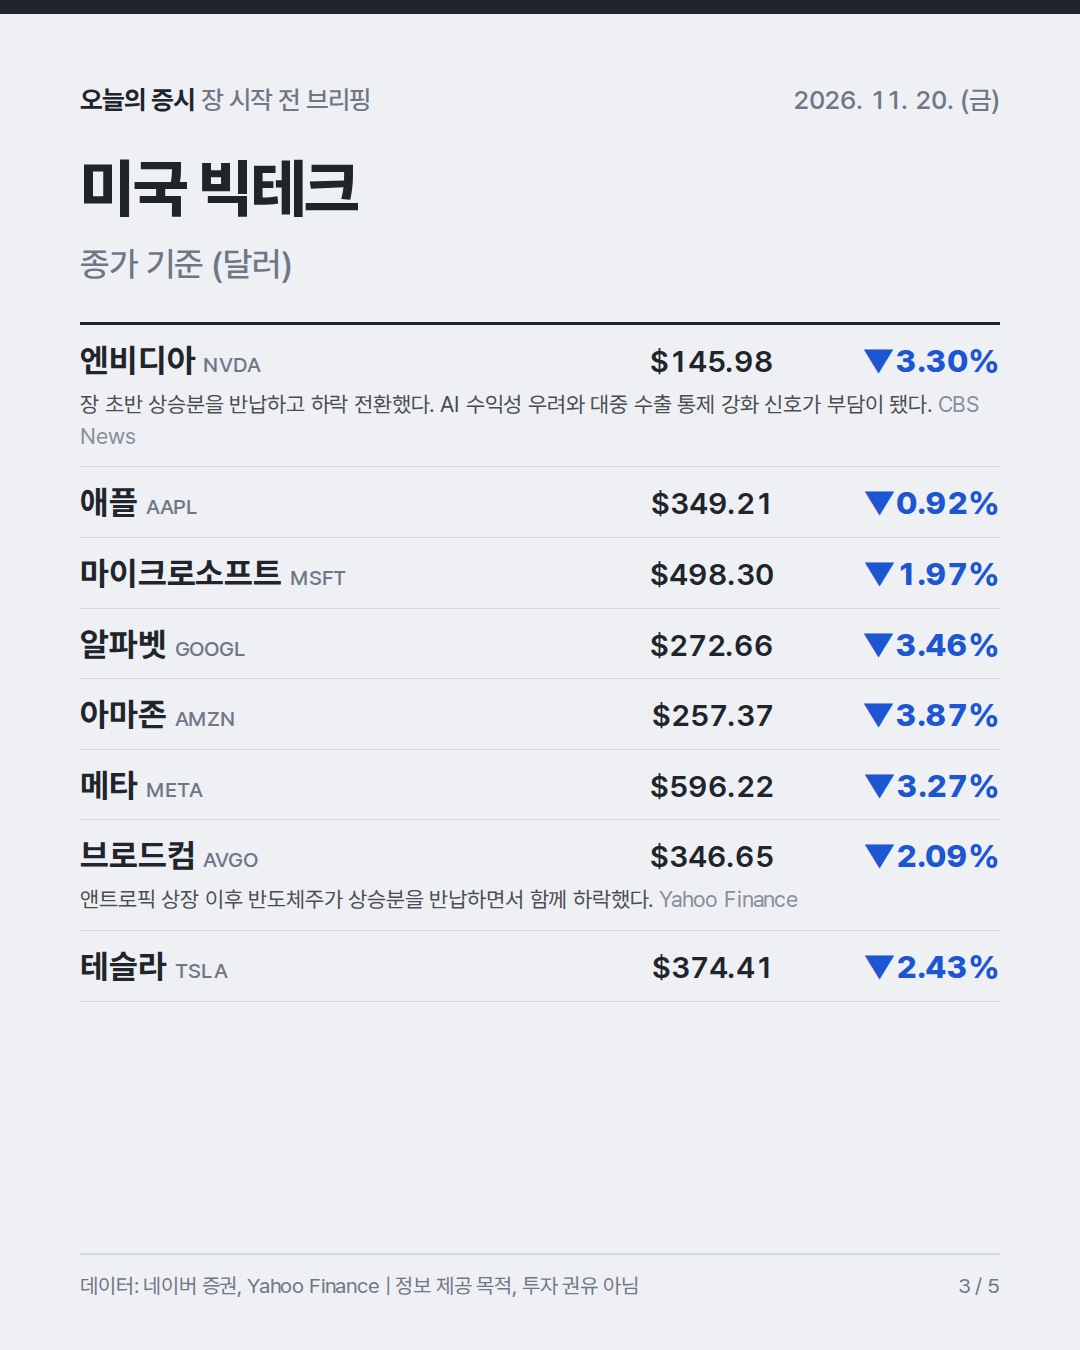 오늘의 증시 장 시작 전 브리핑 2026. 11. 20. (금)
미국 빅테크
종가 기준 (달러)
엔비디아 NVDA $145.98 ▼3.30%
장 초반 상승분을 반납하고 하락 전환했다. AI 수익성 우려와 대중 수출 통제 강화 신호가 부담이 됐다. CBS
News
애플 AAPL $349.21 ▼0.92%
마이크로소프트 MSFT $498.30 ▼1.97%
알파벳 GOOGL $272.66 ▼3.46%
아마존 AMZN $257.37 ▼3.87%
메타 META $596.22 ▼3.27%
브로드컴 AVGO $346.65 ▼2.09%
앤트로픽 상장 이후 반도체주가 상승분을 반납하면서 함께 하락했다. Yahoo Finance
테슬라 TSLA $374.41 ▼2.43%
데이터: 네이버 증권, Yahoo Finance | 정보 제공 목적, 투자 권유 아님 3 / 5